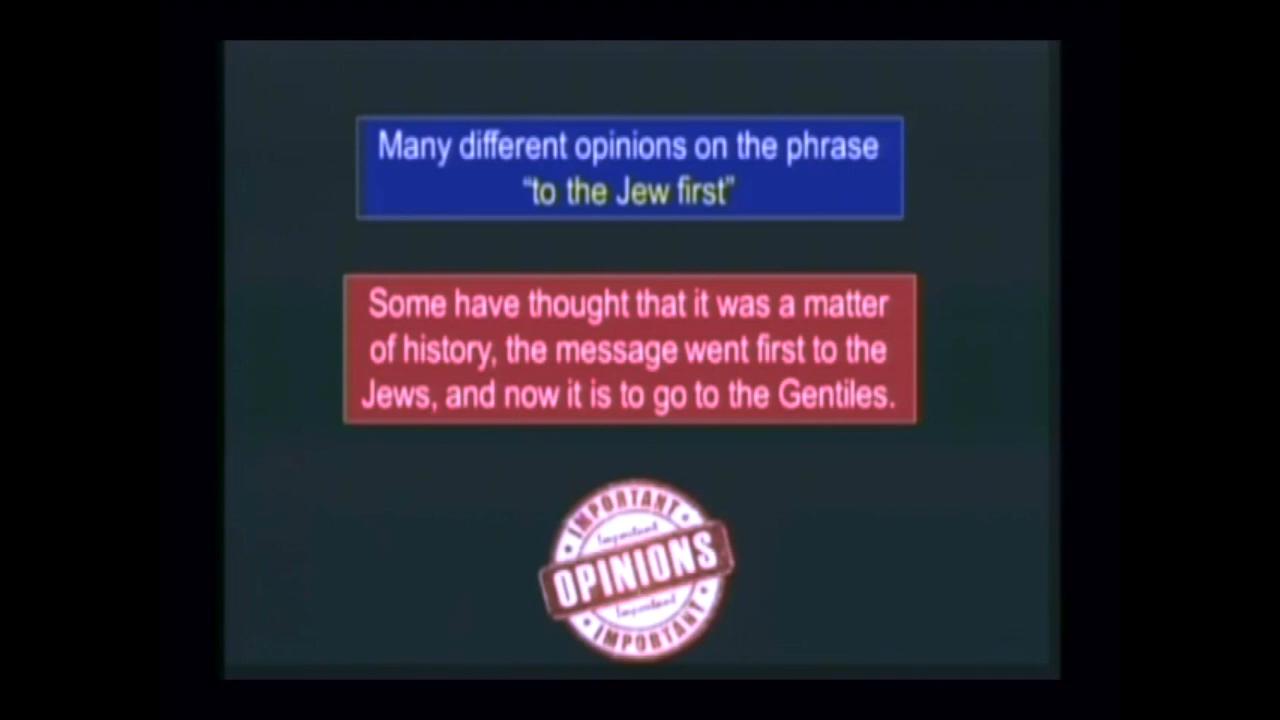 Many different opinions on the phrase
“to the Jew first”
Some have thought that it was a matter
of history, the message went first to the
Jews, and now it is to go to the Gentiles.
IMPORTANT
Important
OPINIONS
Important
IMPORTANT